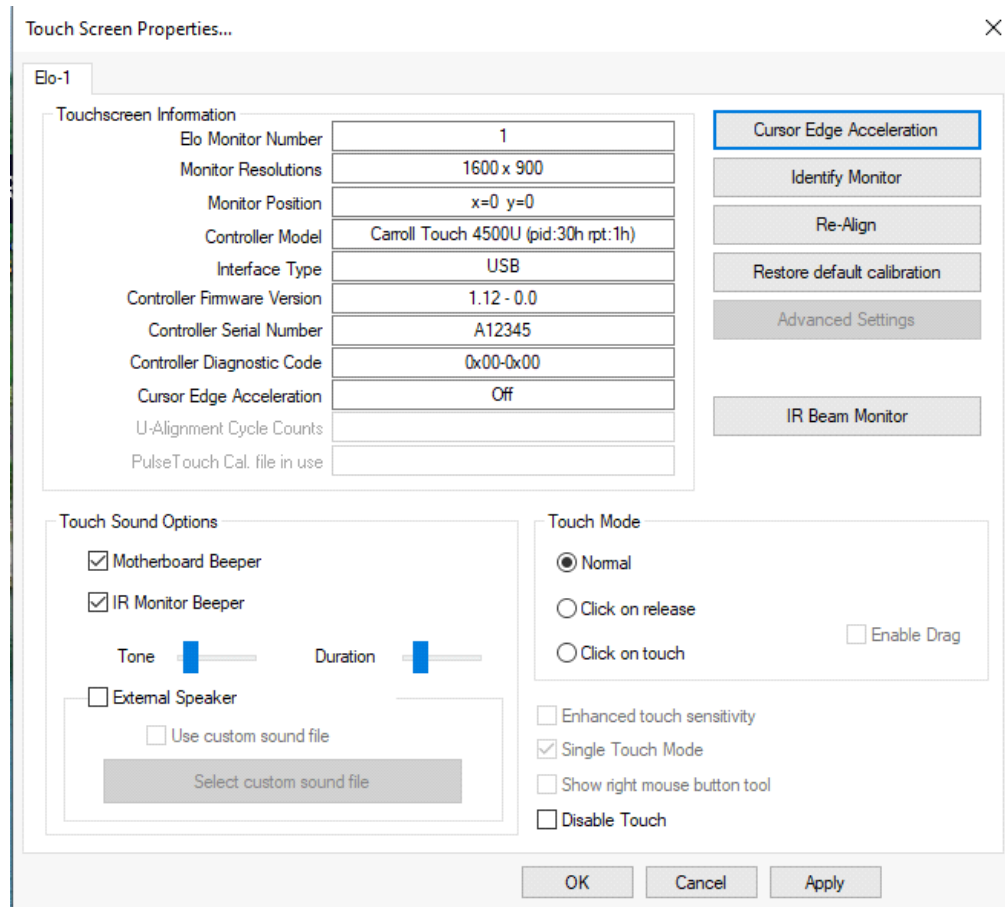 Touch Screen Properties...
Elo-1
Touchscreen Information
Elo Monitor Number 1
Monitor Resolutions 1600 x 900
Monitor Position x=0 y=0
Controller Model Carroll Touch 4500U (pid:30h rpt:1h)
Interface Type USB
Controller Firmware Version 1.12 - 0.0
Controller Serial Number A12345
Controller Diagnostic Code 0x00-0x00
Cursor Edge Acceleration Off
U-Alignment Cycle Counts
PulseTouch Cal. file in use
Cursor Edge Acceleration
Identify Monitor
Re-Align
Restore default calibration
Advanced Settings
IR Beam Monitor
Touch Sound Options
Motherboard Beeper
IR Monitor Beeper
Tone Duration
External Speaker
Use custom sound file
Select custom sound file
Touch Mode
Normal
Click on release
Click on touch
Enable Drag
Enhanced touch sensitivity
Single Touch Mode
Show right mouse button tool
Disable Touch
OK Cancel Apply